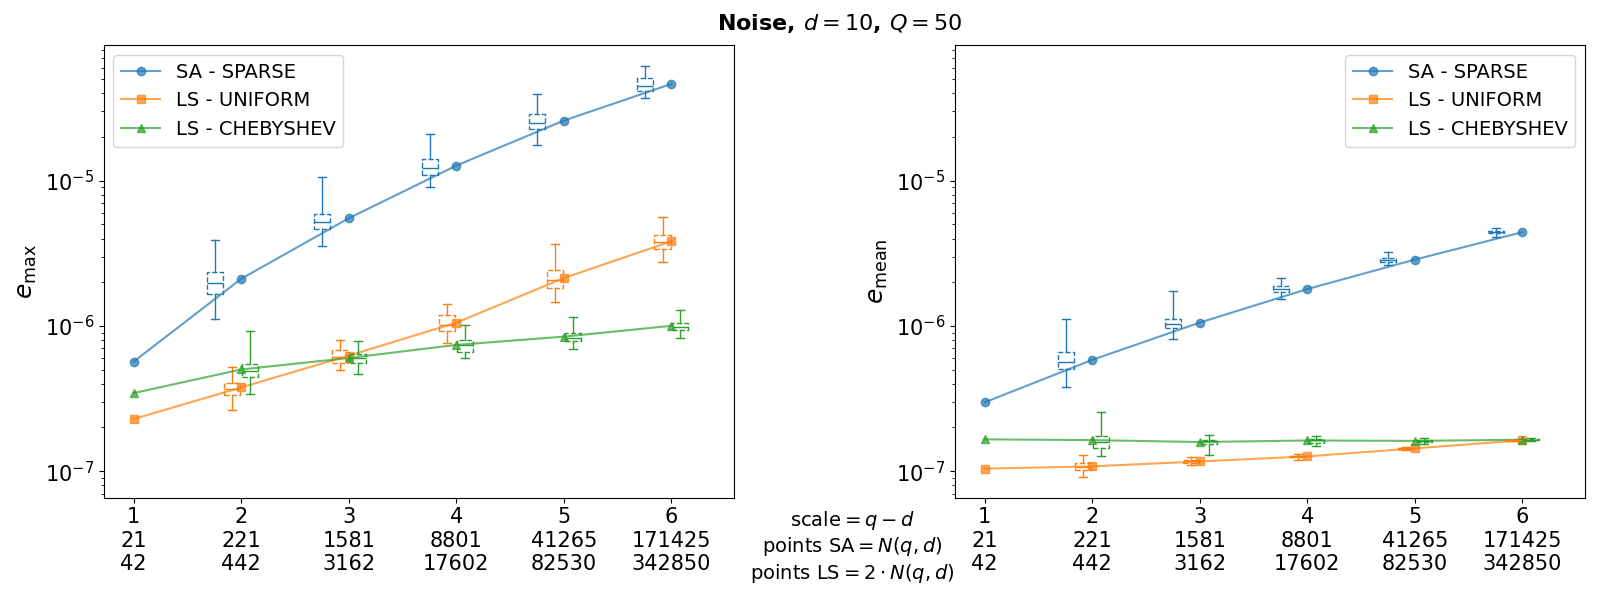 Noise, d = 10, Q = 50
SA - SPARSE
LS - UNIFORM
LS - CHEBYSHEV
10⁻⁵
10⁻⁶
10⁻⁷
e_max
1 2 3 4 5 6
21 221 1581 8801 41265 171425
42 442 3162 17602 82530 342850
SA - SPARSE
LS - UNIFORM
LS - CHEBYSHEV
10⁻⁵
10⁻⁶
10⁻⁷
e_mean
scale = q − d
points SA = N(q, d)
points LS = 2 · N(q, d)
1 2 3 4 5 6
21 221 1581 8801 41265 171425
42 442 3162 17602 82530 342850